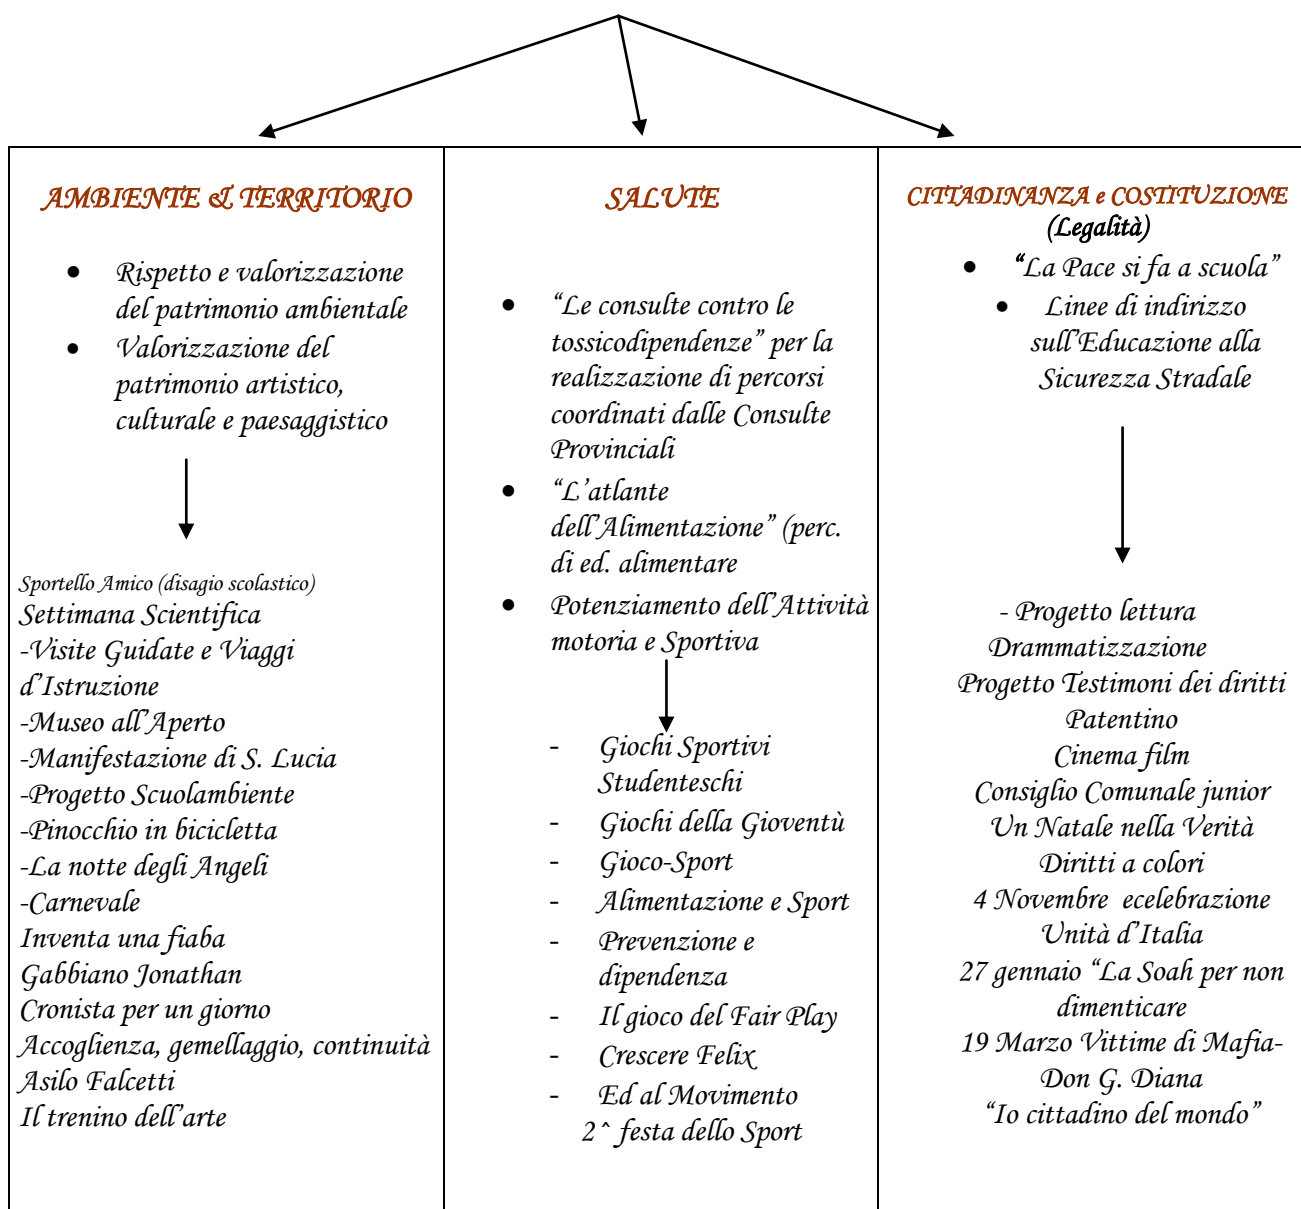 AMBIENTE & TERRITORIO
• Rispetto e valorizzazione
del patrimonio ambientale
• Valorizzazione del
patrimonio artistico,
culturale e paesaggistico
Sportello Amico (disagio scolastico)
Settimana Scientifica
-Visite Guidate e Viaggi
d'Istruzione
-Museo all'Aperto
-Manifestazione di S. Lucia
-Progetto Scuolambiente
-Pinocchio in bicicletta
-La notte degli Angeli
-Carnevale
Inventa una fiaba
Gabbiano Jonathan
Cronista per un giorno
Accoglienza, gemellaggio, continuità
Asilo Falcetti
Il trenino dell'arte
SALUTE
• “Le consulte contro le
tossicodipendenze” per la
realizzazione di percorsi
coordinati dalle Consulte
Provinciali
• “L'atlante
dell'Alimentazione” (perc.
di ed. alimentare
• Potenziamento dell'Attività
motoria e Sportiva
- Giochi Sportivi
Studenteschi
- Giochi della Gioventù
- Gioco-Sport
- Alimentazione e Sport
- Prevenzione e
dipendenza
- Il gioco del Fair Play
- Crescere Felix
- Ed al Movimento
2^ festa dello Sport
CITTADINANZA e COSTITUZIONE
(Legalità)
• “La Pace si fa a scuola”
• Linee di indirizzo
sull'Educazione alla
Sicurezza Stradale
- Progetto lettura
Drammatizzazione
Progetto Testimoni dei diritti
Patentino
Cinema film
Consiglio Comunale junior
Un Natale nella Verità
Diritti a colori
4 Novembre ecelebrazione
Unità d'Italia
27 gennaio “La Soah per non
dimenticare
19 Marzo Vittime di Mafia-
Don G. Diana
“Io cittadino del mondo”